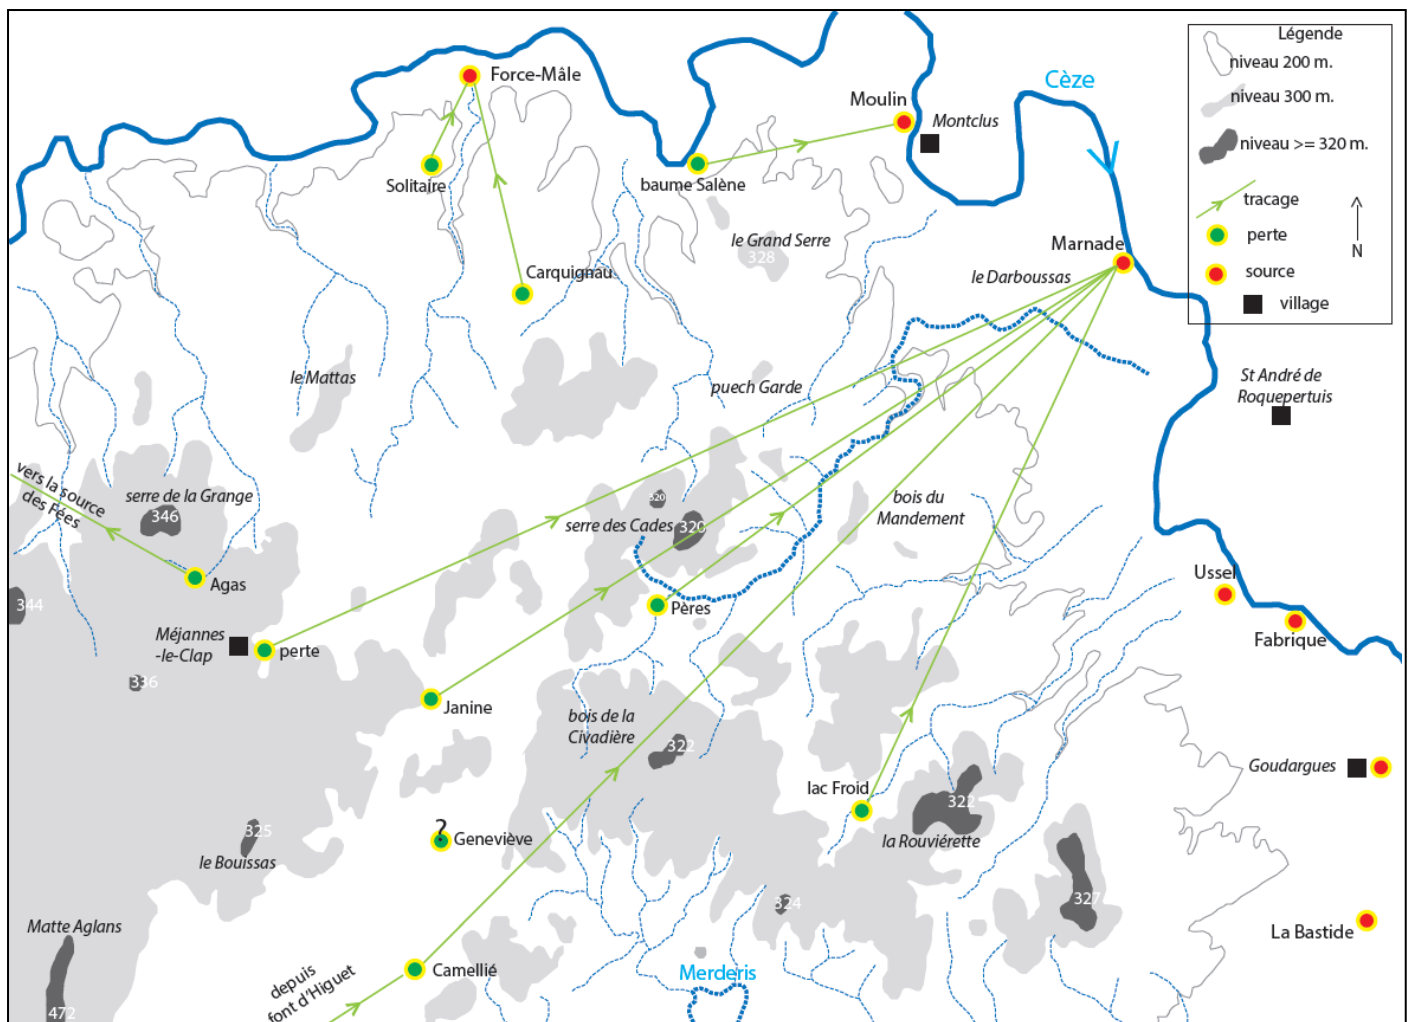 Légende
niveau 200 m.
niveau 300 m.
niveau >= 320 m.
tracage
perte
N
source
village
Force-Mâle
Cèze
Moulin
Montclus
Solitaire
baume Salène
le Grand Serre
328
Marnade
le Darboussas
Carquignau
le Mattas
puech Garde
St André de
Roquepertuis
vers la source
des Fées
serre de la Grange
346
320
serre des Cades
320
bois du
Mandement
Agas
344
Ussel
Pères
Fabrique
Méjannes
-le-Clap
perte
336
Janine
bois de la
Civadière
322
Goudargues
lac Froid
322
la Rouviérette
325
le Bouissas
?
Geneviève
324
327
Matte Aglans
La Bastide
depuis
font d'Higuet
Camellié
Merderis
472